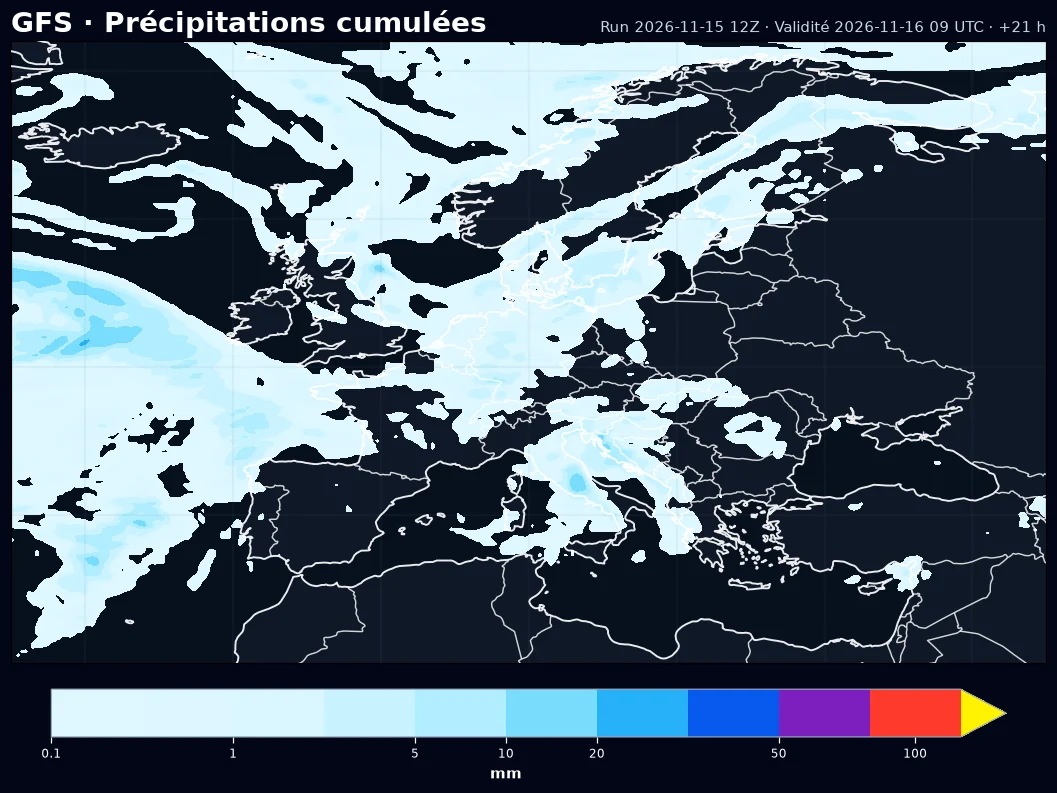 GFS · Précipitations cumulées
Run 2026-11-15 12Z · Validité 2026-11-16 09 UTC · +21 h
0.1 1 5 10 20 50 100
mm